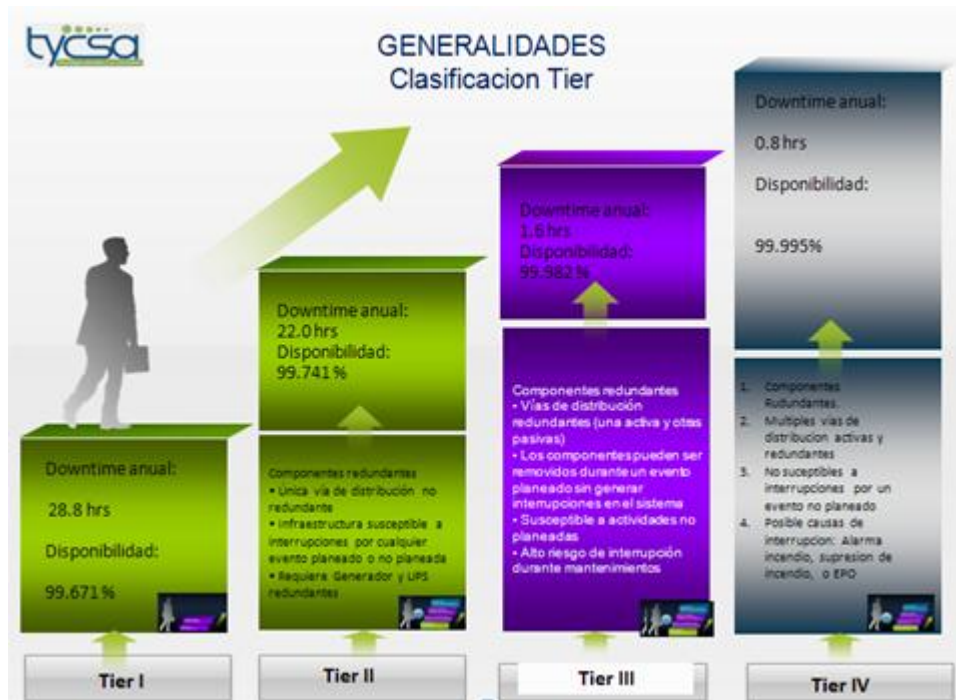 tycsa
GENERALIDADES
Clasificacion Tier
Downtime anual:
28.8 hrs
Disponibilidad:
99.671%
Tier I
Downtime anual:
22.0 hrs
Disponibilidad:
99.741%
Componentes redundantes
▪ Única vía de distribución no
redundante
▪ Infraestructura susceptible a
interrupciones por cualquier
evento planeado o no planeada
▪ Requiere Generador y UPS
redundantes
Tier II
Downtime anual:
1.6 hrs
Disponibilidad:
99.982%
Componentes redundantes
• Vías de distribución
redundantes (una activa y otras
pasivas)
• Los componentes pueden ser
removidos durante un evento
planeado sin generar
interrupciones en el sistema
• Susceptible a actividades no
planeadas
• Alto riesgo de interrupción
durante mantenimientos
Tier III
Downtime anual:
0.8 hrs
Disponibilidad:
99.995%
1. Componentes
Rudundantes.
2. Multiples vias de
distribucion activas y
redundantes
3. No suceptibles a
interrupciones por un
evento no planeado
4. Posible causas de
interrupcion: Alarma
incendio, supresion de
incendio, o EPO
Tier IV